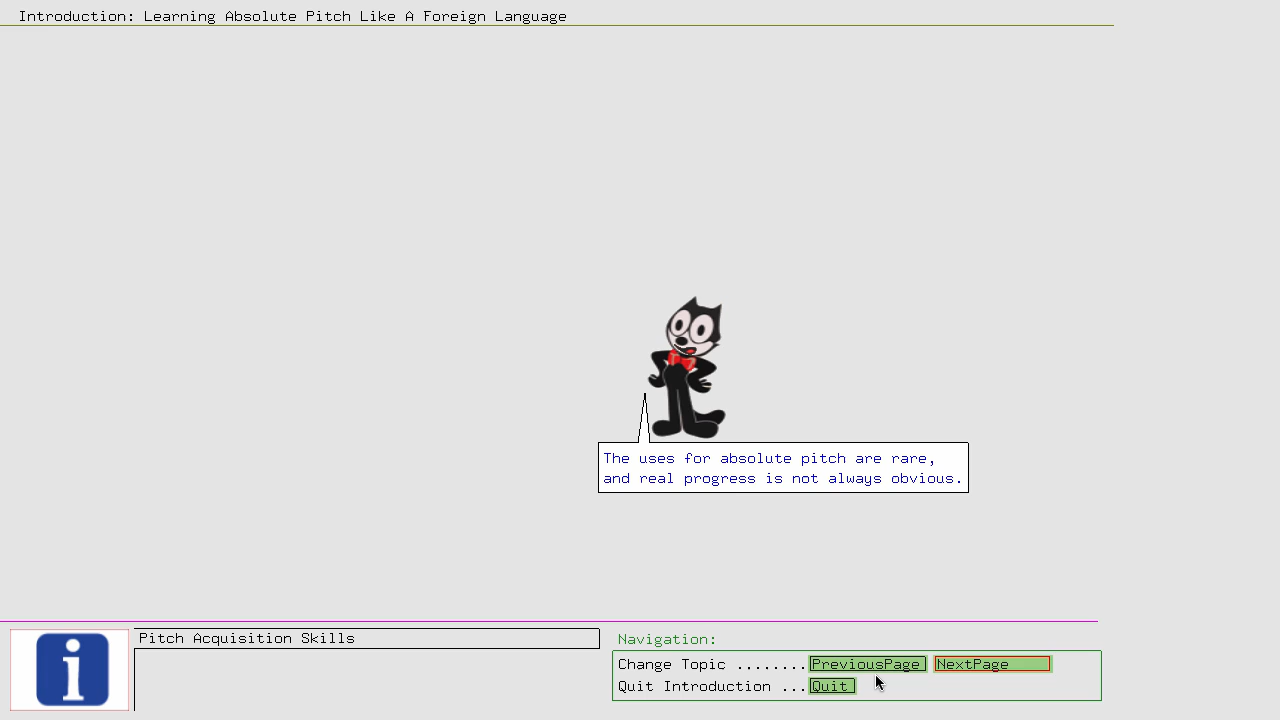 Introduction: Learning Absolute Pitch Like A Foreign Language
The uses for absolute pitch are rare,
and real progress is not always obvious.
i
Pitch Acquisition Skills
Navigation:
Change Topic ........PreviousPage NextPage
Quit Introduction ...Quit